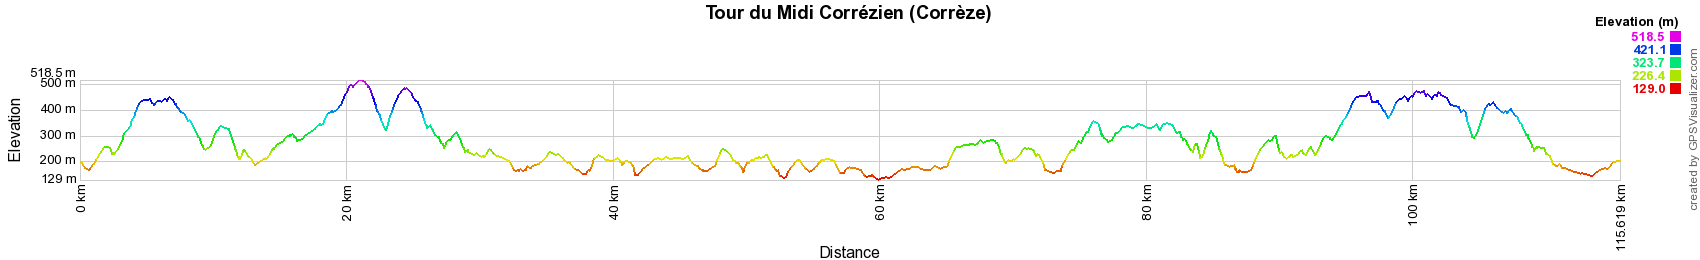 Tour du Midi Corrézien (Corrèze)
Elevation (m)
518.5
421.1
323.7
226.4
129.0
created by GPSVisualizer.com
Elevation
518.5 m
500 m
400 m
300 m
200 m
129 m
0 km
20 km
40 km
60 km
80 km
100 km
115.619 km
Distance